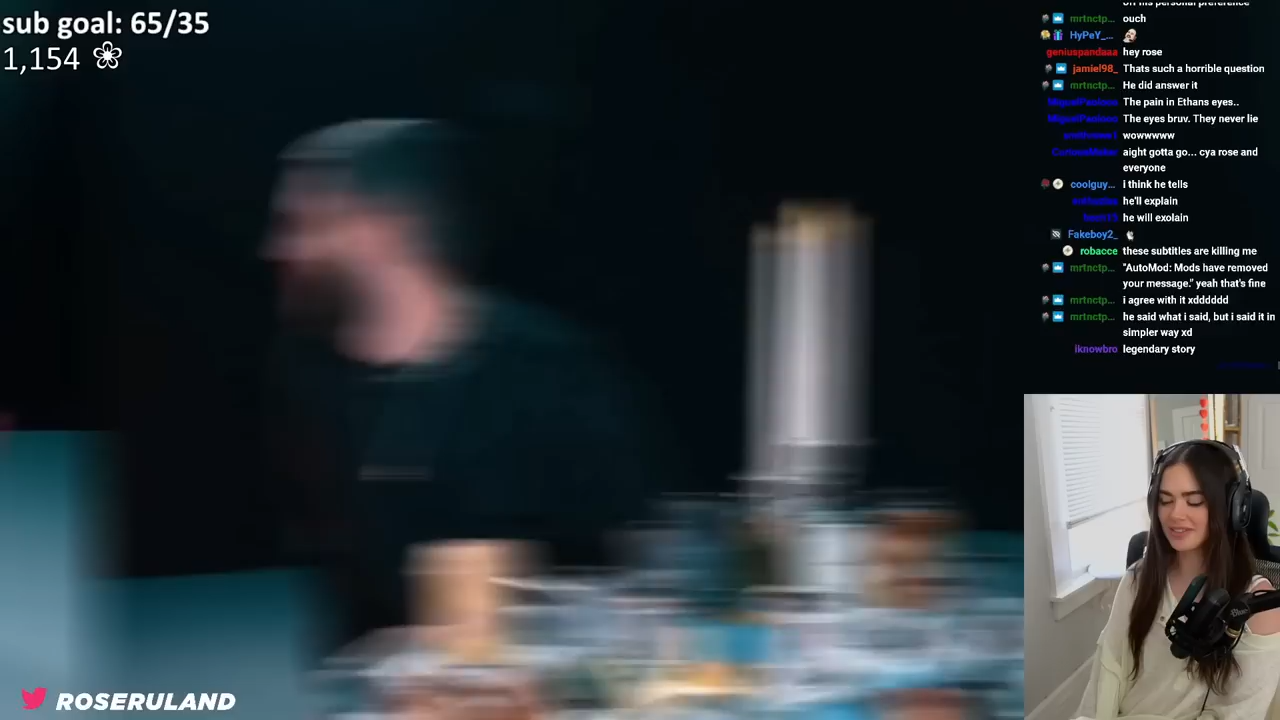 sub goal: 65/35
1,154
mrtnctp... ouch
HyPeY_...
geniuspandaaa hey rose
jamiel98_ Thats such a horrible question
mrtnctp... He did answer it
The pain in Ethans eyes..
The eyes bruv. They never lie
wowwwww
aight gotta go... cya rose and
everyone
coolguy... i think he tells
he'll explain
he will exolain
Fakeboy2_
robacce these subtitles are killing me
mrtnctp... "AutoMod: Mods have removed
your message." yeah that's fine
mrtnctp... i agree with it xdddddd
mrtnctp... he said what i said, but i said it in
simpler way xd
iknowbro legendary story
ROSERULAND